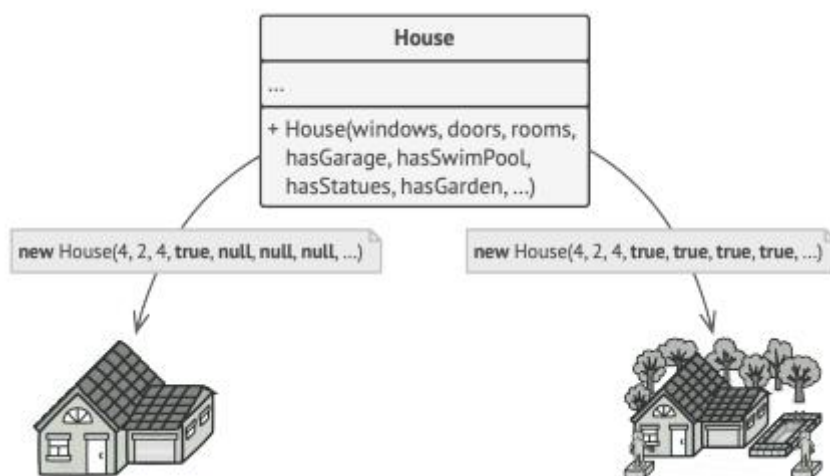 House
...
+ House(windows, doors, rooms,
hasGarage, hasSwimPool,
hasStatues, hasGarden, ...)
new House(4, 2, 4, true, null, null, null, ...)
new House(4, 2, 4, true, true, true, true, ...)